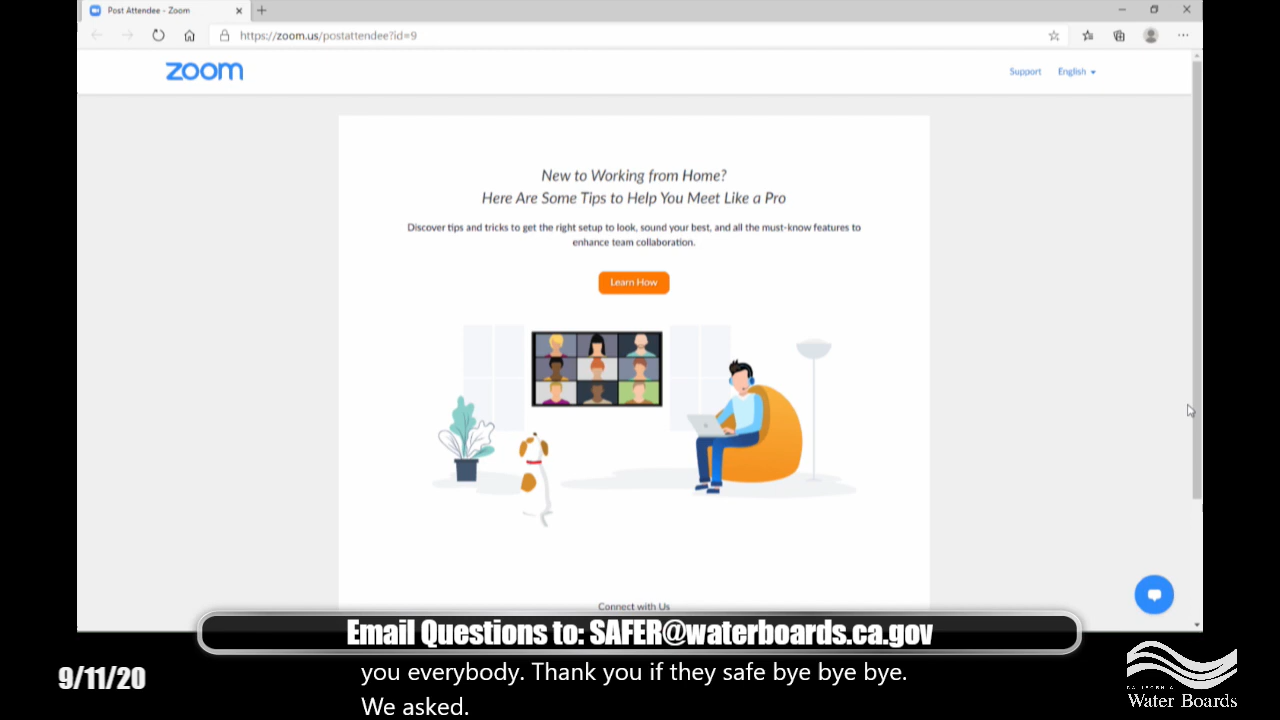 Post Attendee - Zoom
https://zoom.us/postattendee?id=9
zoom
Support
English
New to Working from Home?
Here Are Some Tips to Help You Meet Like a Pro
Discover tips and tricks to get the right setup to look, sound your best, and all the must-know features to
enhance team collaboration.
Learn How
Connect with Us
Email Questions to: SAFER@waterboards.ca.gov
you everybody. Thank you if they safe bye bye bye.
We asked.
9/11/20
CALIFORNIA
Water Boards